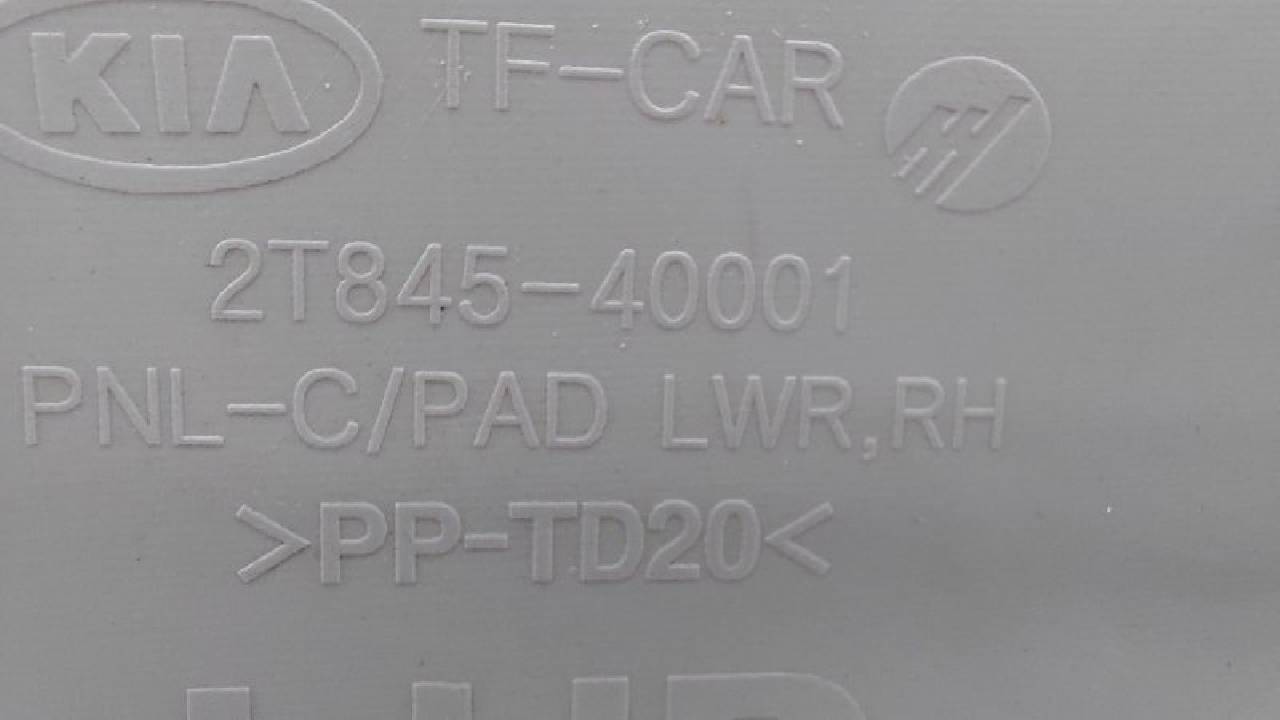 KIA TF-CAR
2T845-40001
PNL-C/PAD LWR,RH
>PP-TD20<